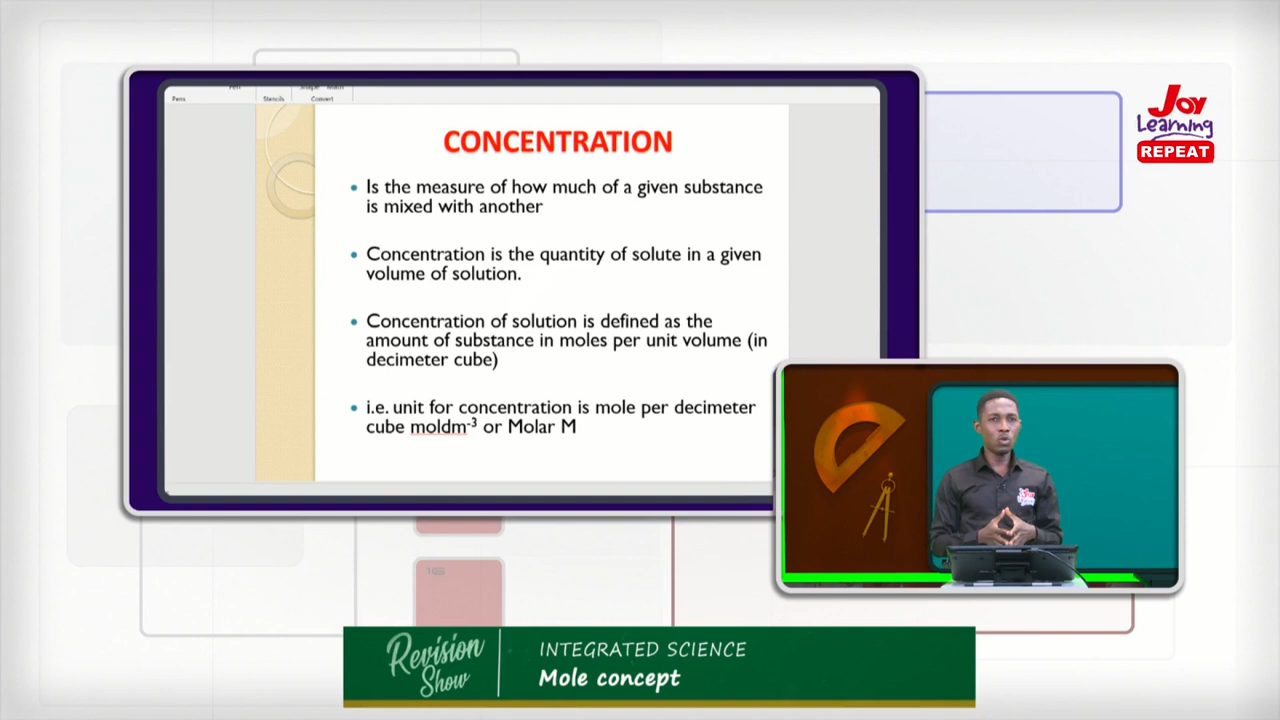 Pens
Stencils
Convert
CONCENTRATION
• Is the measure of how much of a given substance
is mixed with another
• Concentration is the quantity of solute in a given
volume of solution.
• Concentration of solution is defined as the
amount of substance in moles per unit volume (in
decimeter cube)
• i.e. unit for concentration is mole per decimeter
cube moldm-³ or Molar M
JOY
Learning
REPEAT
Revision
Show
INTEGRATED SCIENCE
Mole concept